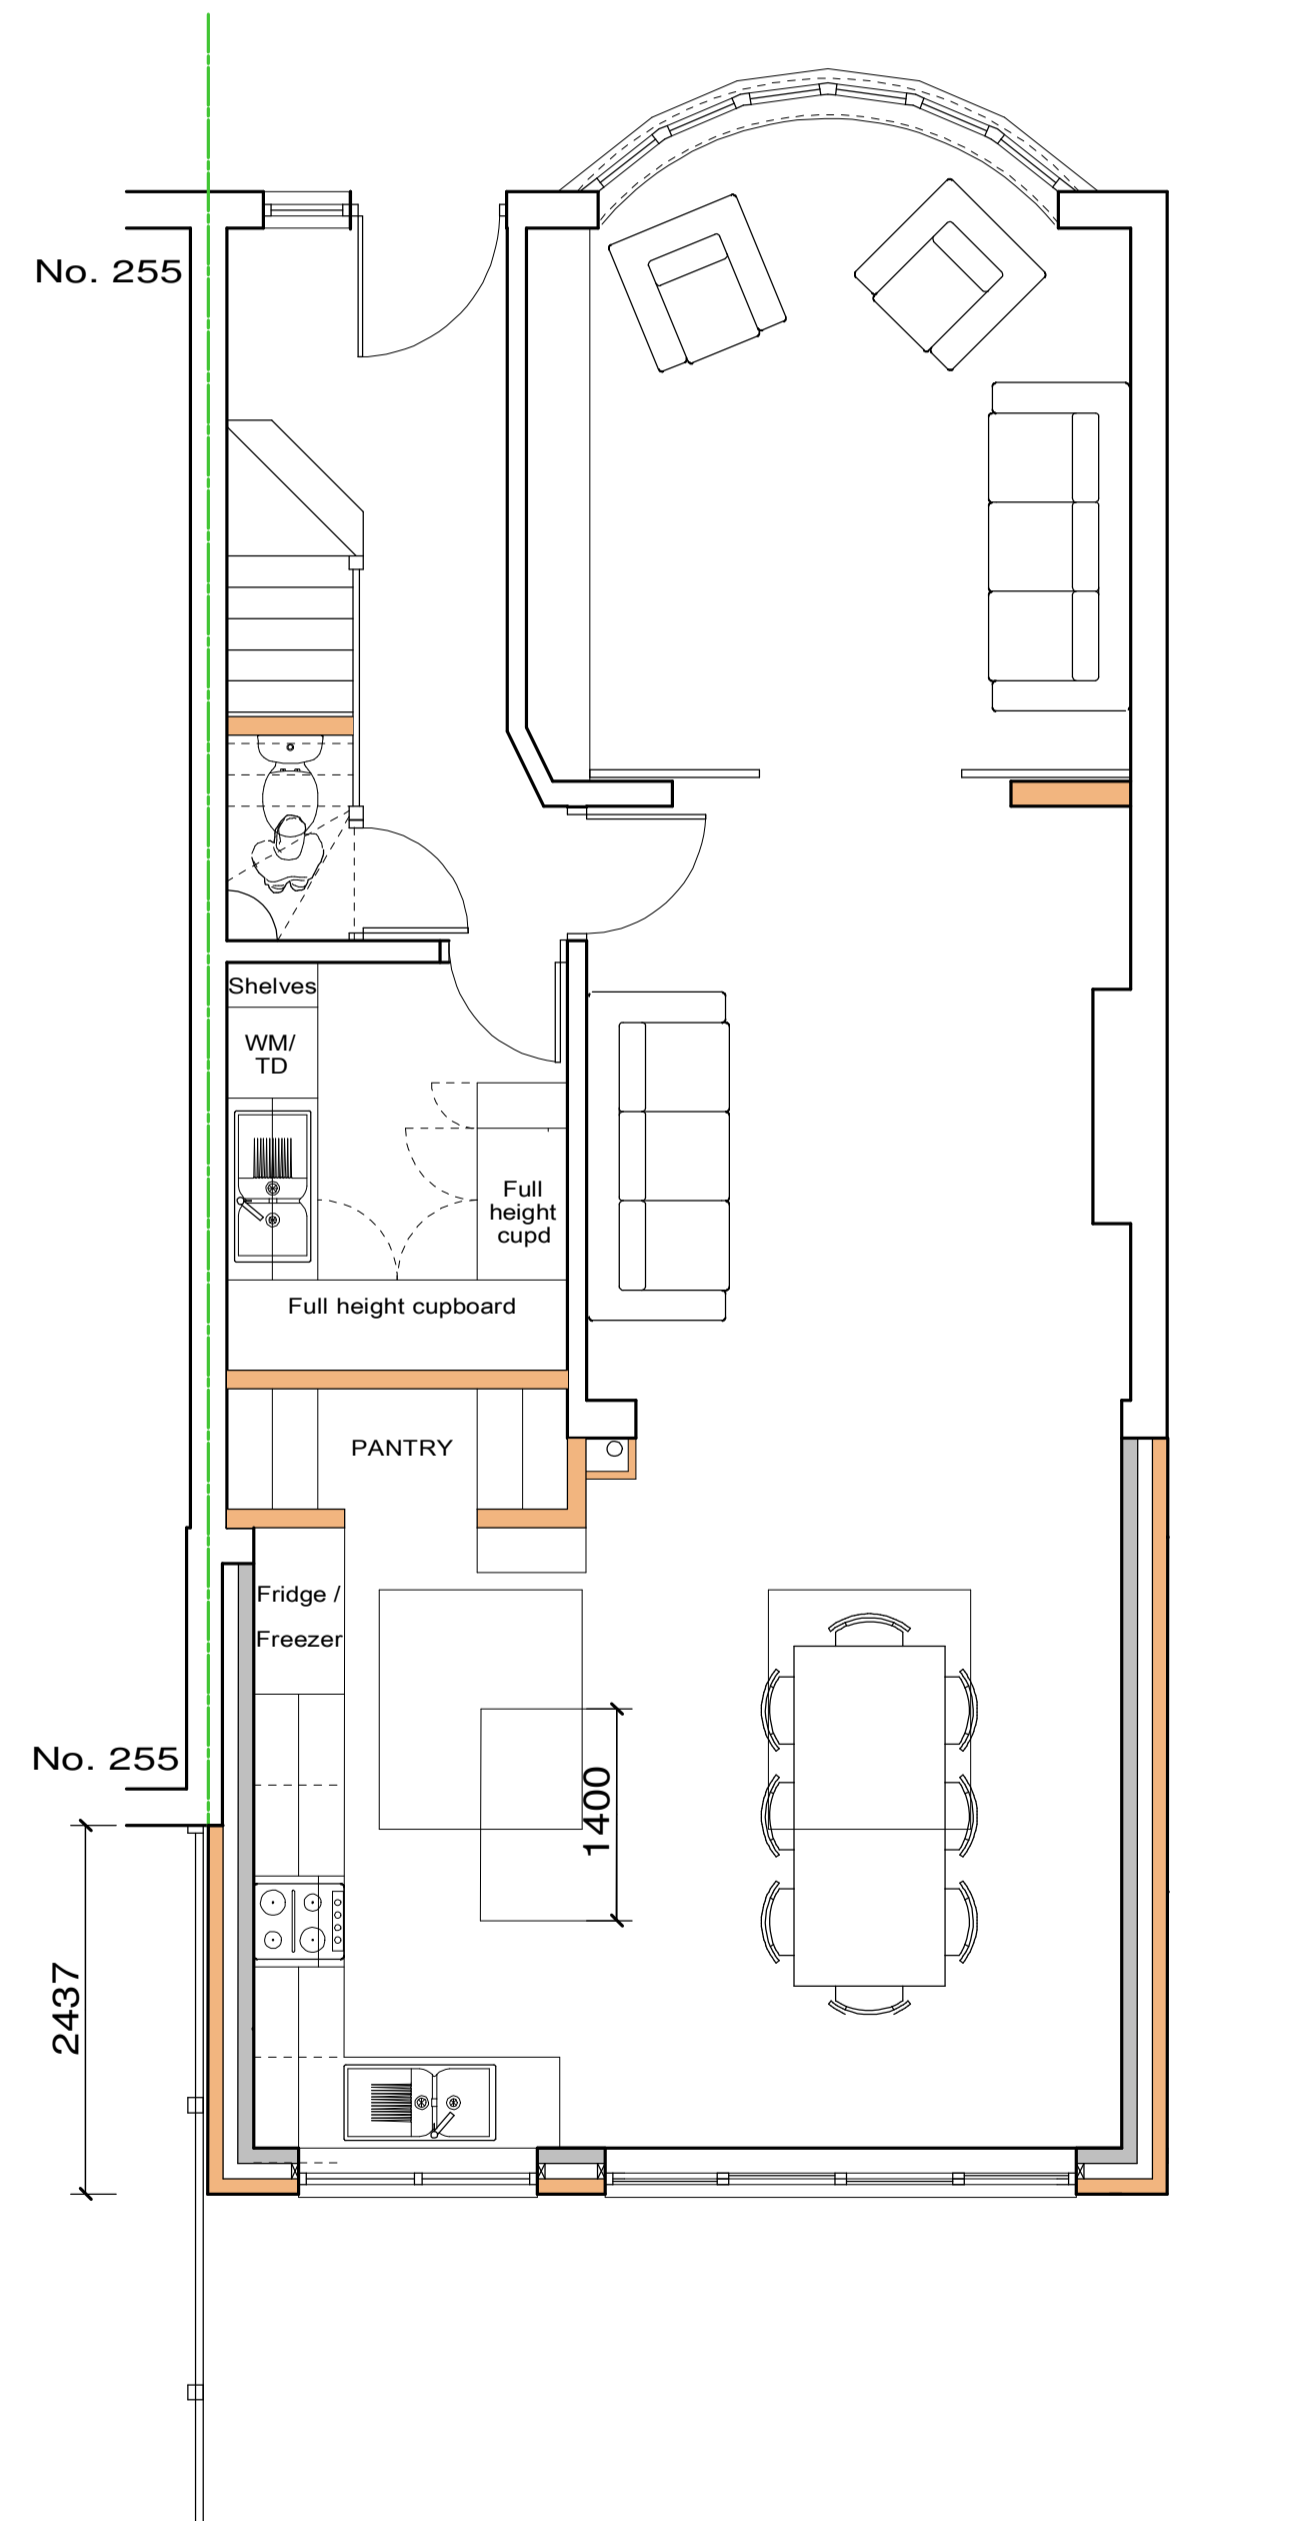 No. 255
Shelves
WM/
TD
Full
height
cupd
Full height cupboard
PANTRY
Fridge /
Freezer
No. 255
1400
2437